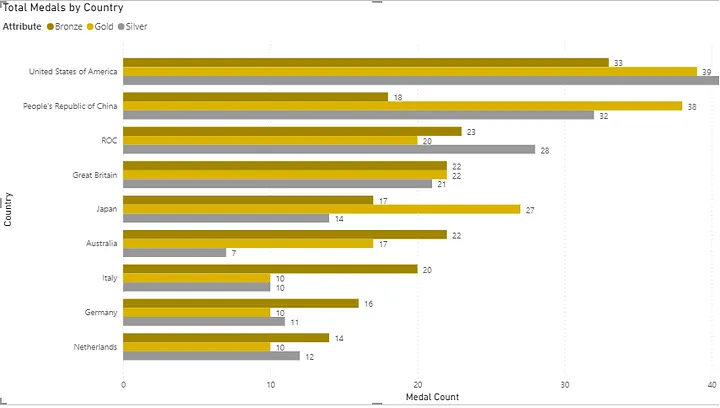 Total Medals by Country
Attribute Bronze Gold Silver
Country
United States of America
33
39
People's Republic of China
18
38
32
ROC
23
20
28
Great Britain
22
22
21
Japan
17
27
14
Australia
22
17
7
Italy
20
10
10
Germany
16
10
11
Netherlands
14
10
12
0 10 20 30 40
Medal Count